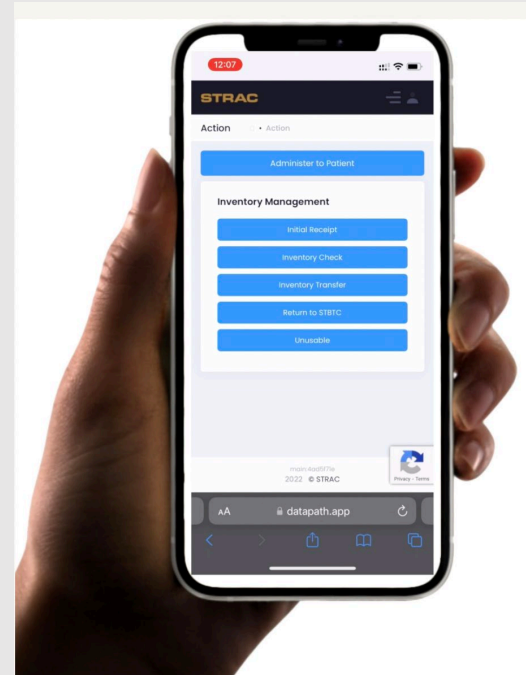 12:07
STRAC
Action • Action
Administer to Patient
Inventory Management
Initial Receipt
Inventory Check
Inventory Transfer
Return to STBTC
Unusable
2022 © STRAC
Privacy - Terms
AA datapath.app